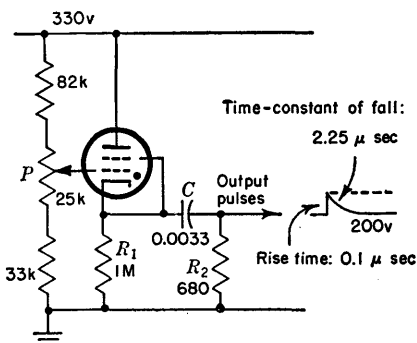 330v
82k
Time-constant of fall:
2.25 μ sec
P
25k
C
0.0033
Output
pulses
200v
Rise time: 0.1 μ sec
R₁
1M
R₂
680
33k